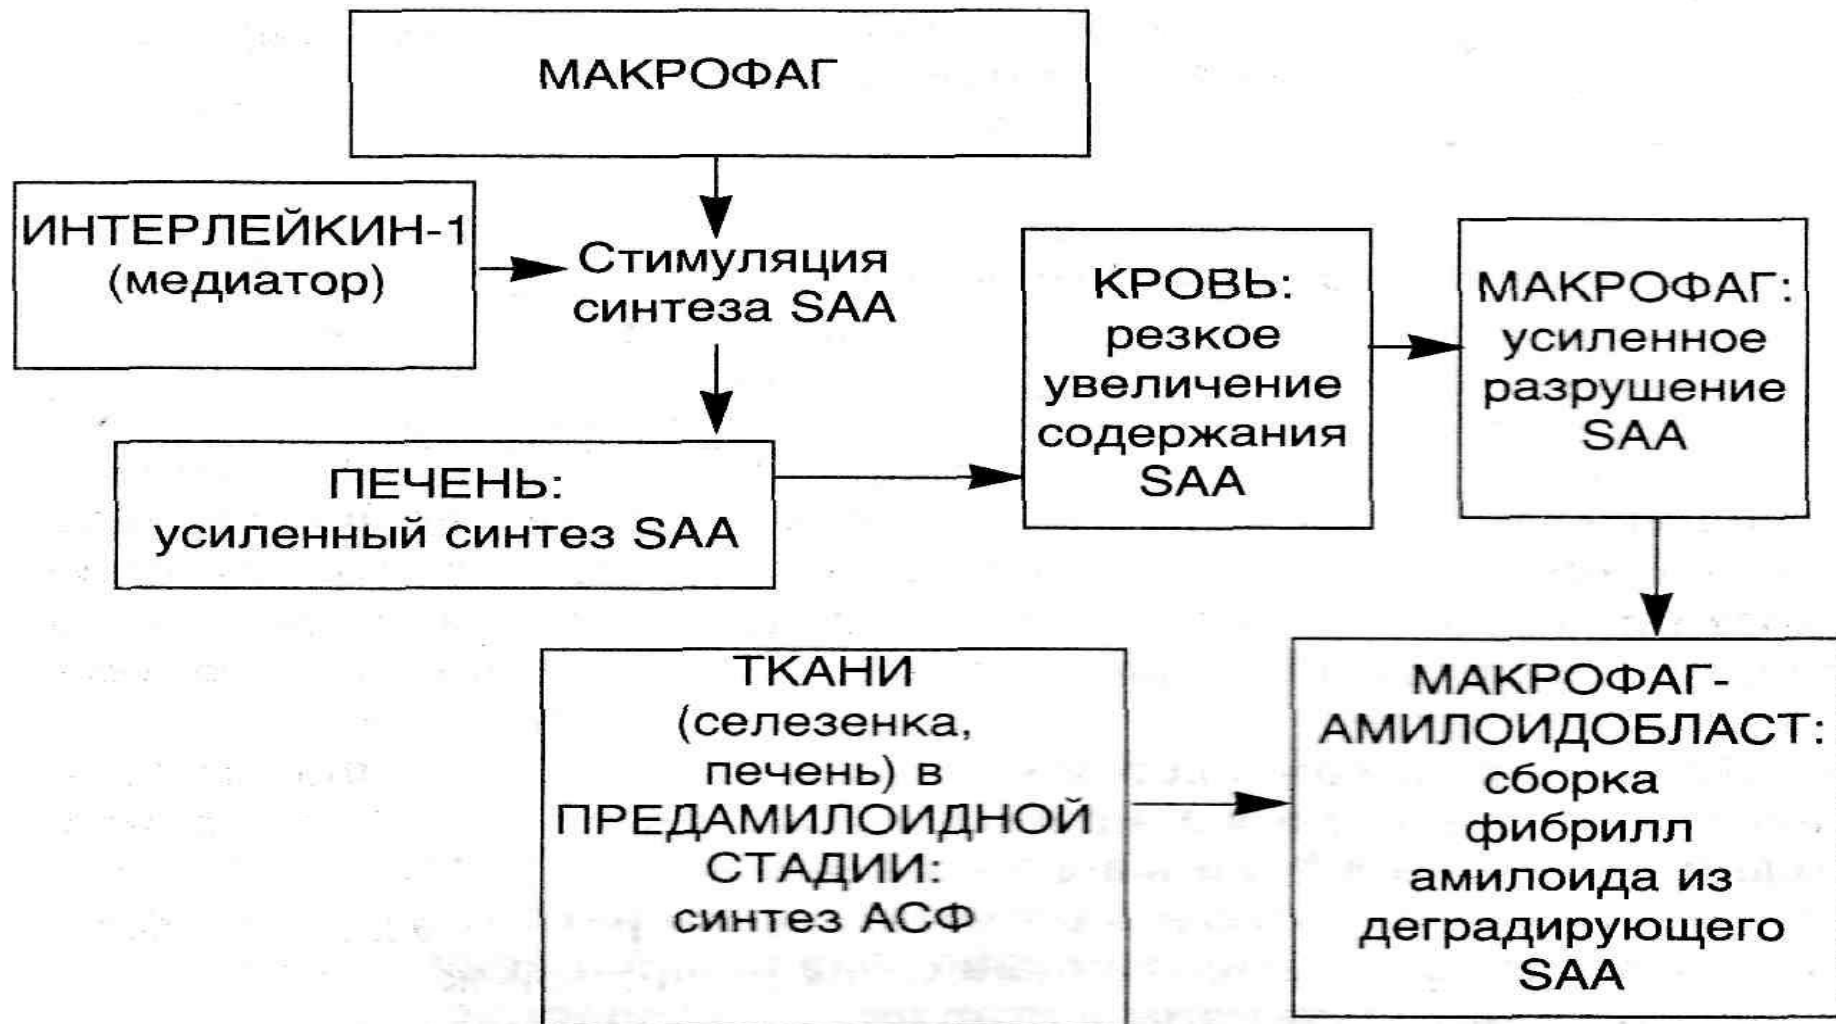 МАКРОФАГ
ИНТЕРЛЕЙКИН-1
(медиатор)
Стимуляция
синтеза SAA
ПЕЧЕНЬ:
усиленный синтез SAA
КРОВЬ:
резкое
увеличение
содержания
SAA
МАКРОФАГ:
усиленное
разрушение
SAA
ТКАНИ
(селезенка,
печень) в
ПРЕДАМИЛОИДНОЙ
СТАДИИ:
синтез АСФ
МАКРОФАГ-
АМИЛОИДОБЛАСТ:
сборка
фибрилл
амилоида из
деградирующего
SAA